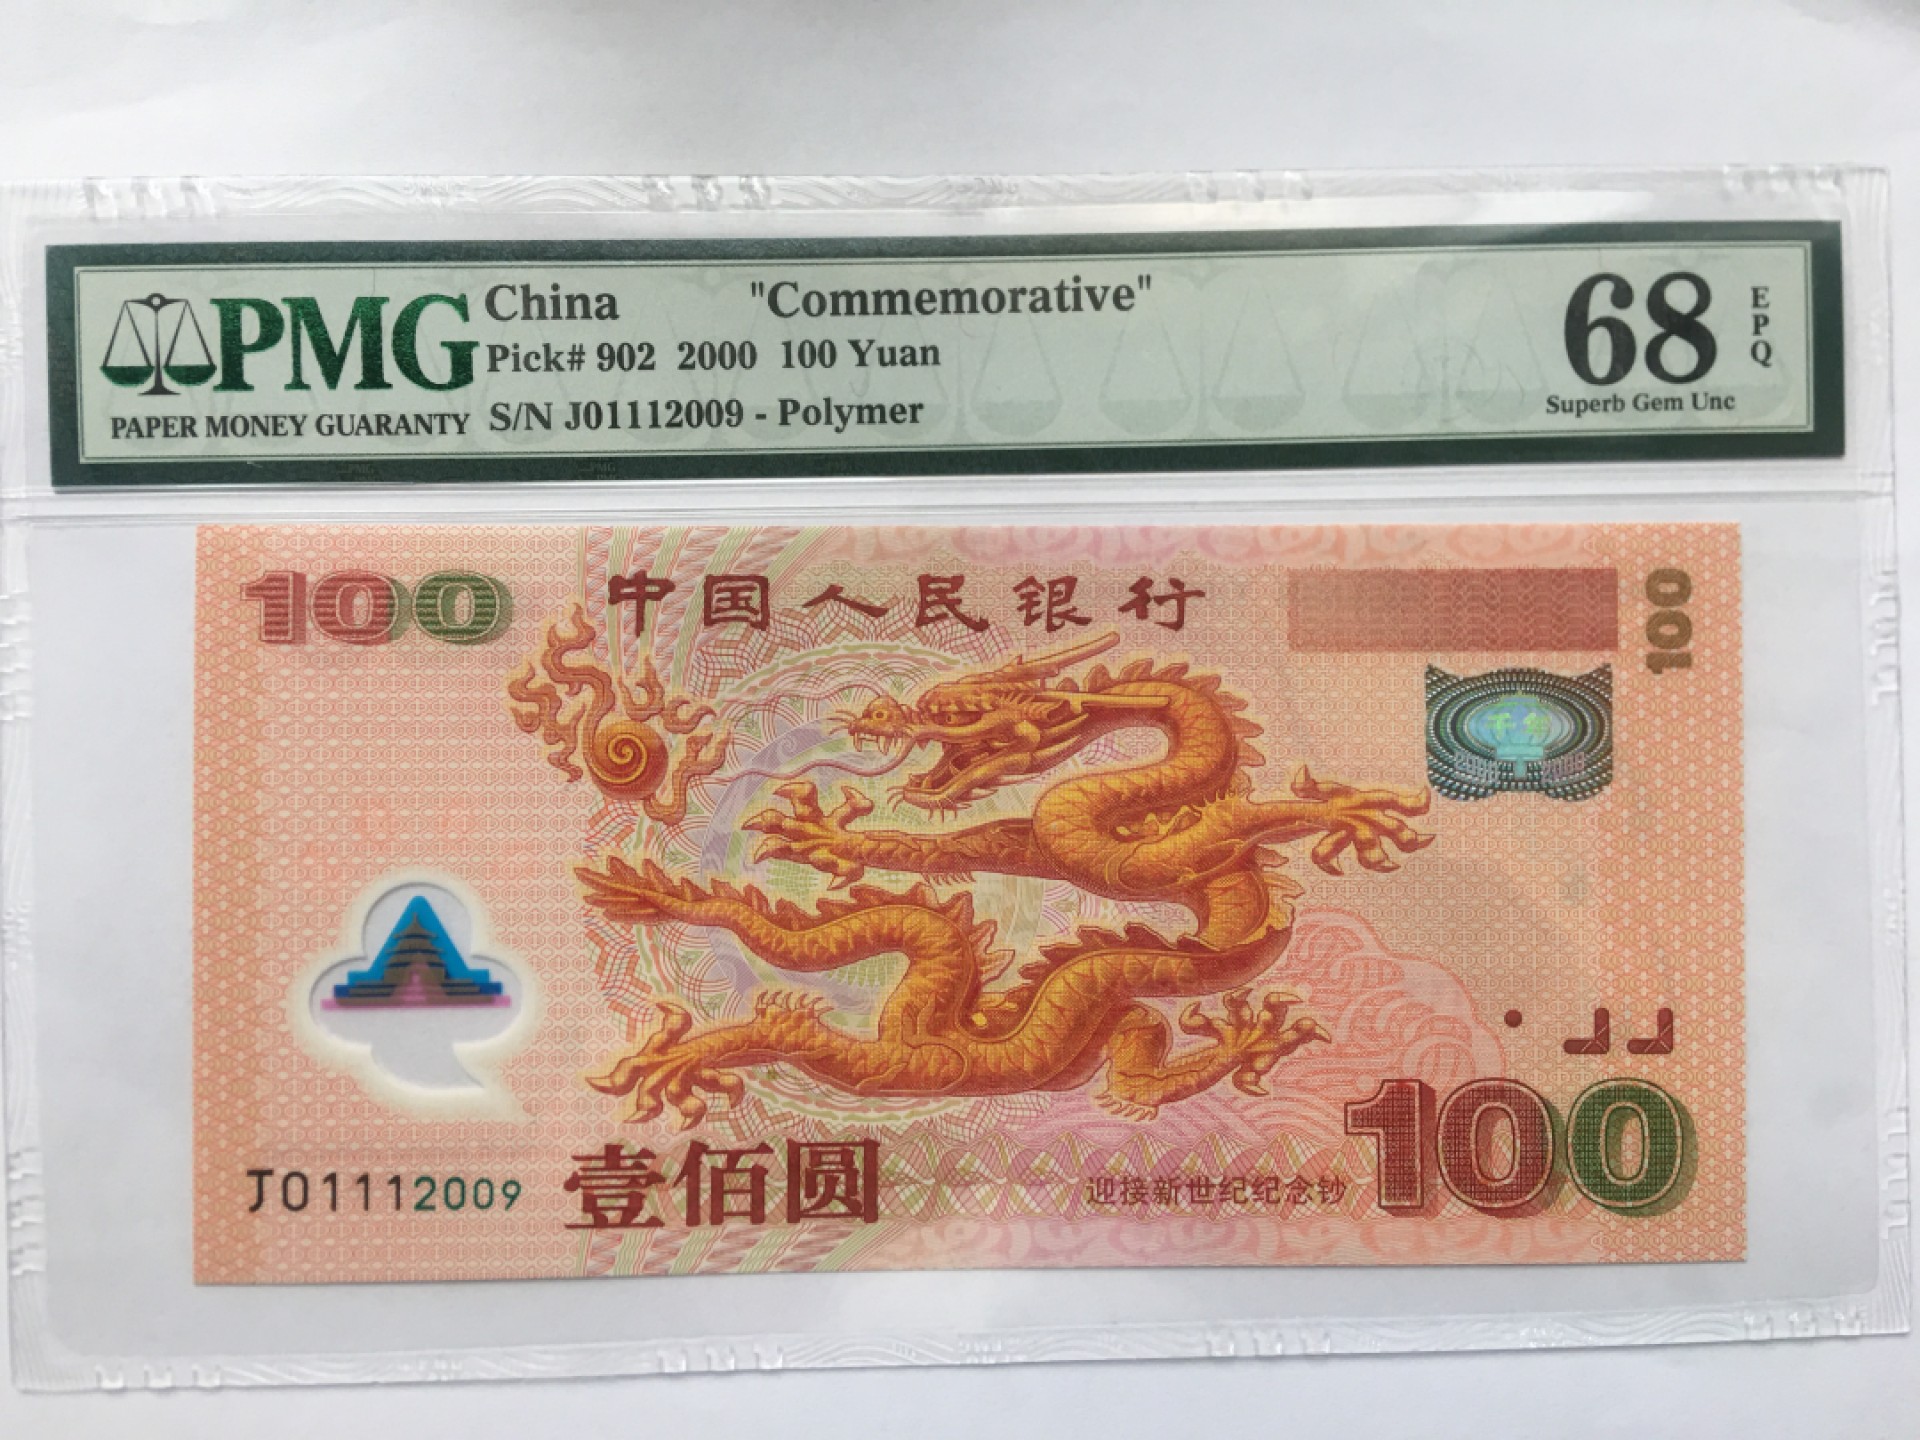 PMG
PAPER MONEY GUARANTY
China "Commemorative"
Pick# 902 2000 100 Yuan
S/N J01112009 - Polymer
68
EPQ
Superb Gem Unc
100
中国人民银行
100
J01112009
壹佰圆
迎接新世纪纪念钞
100